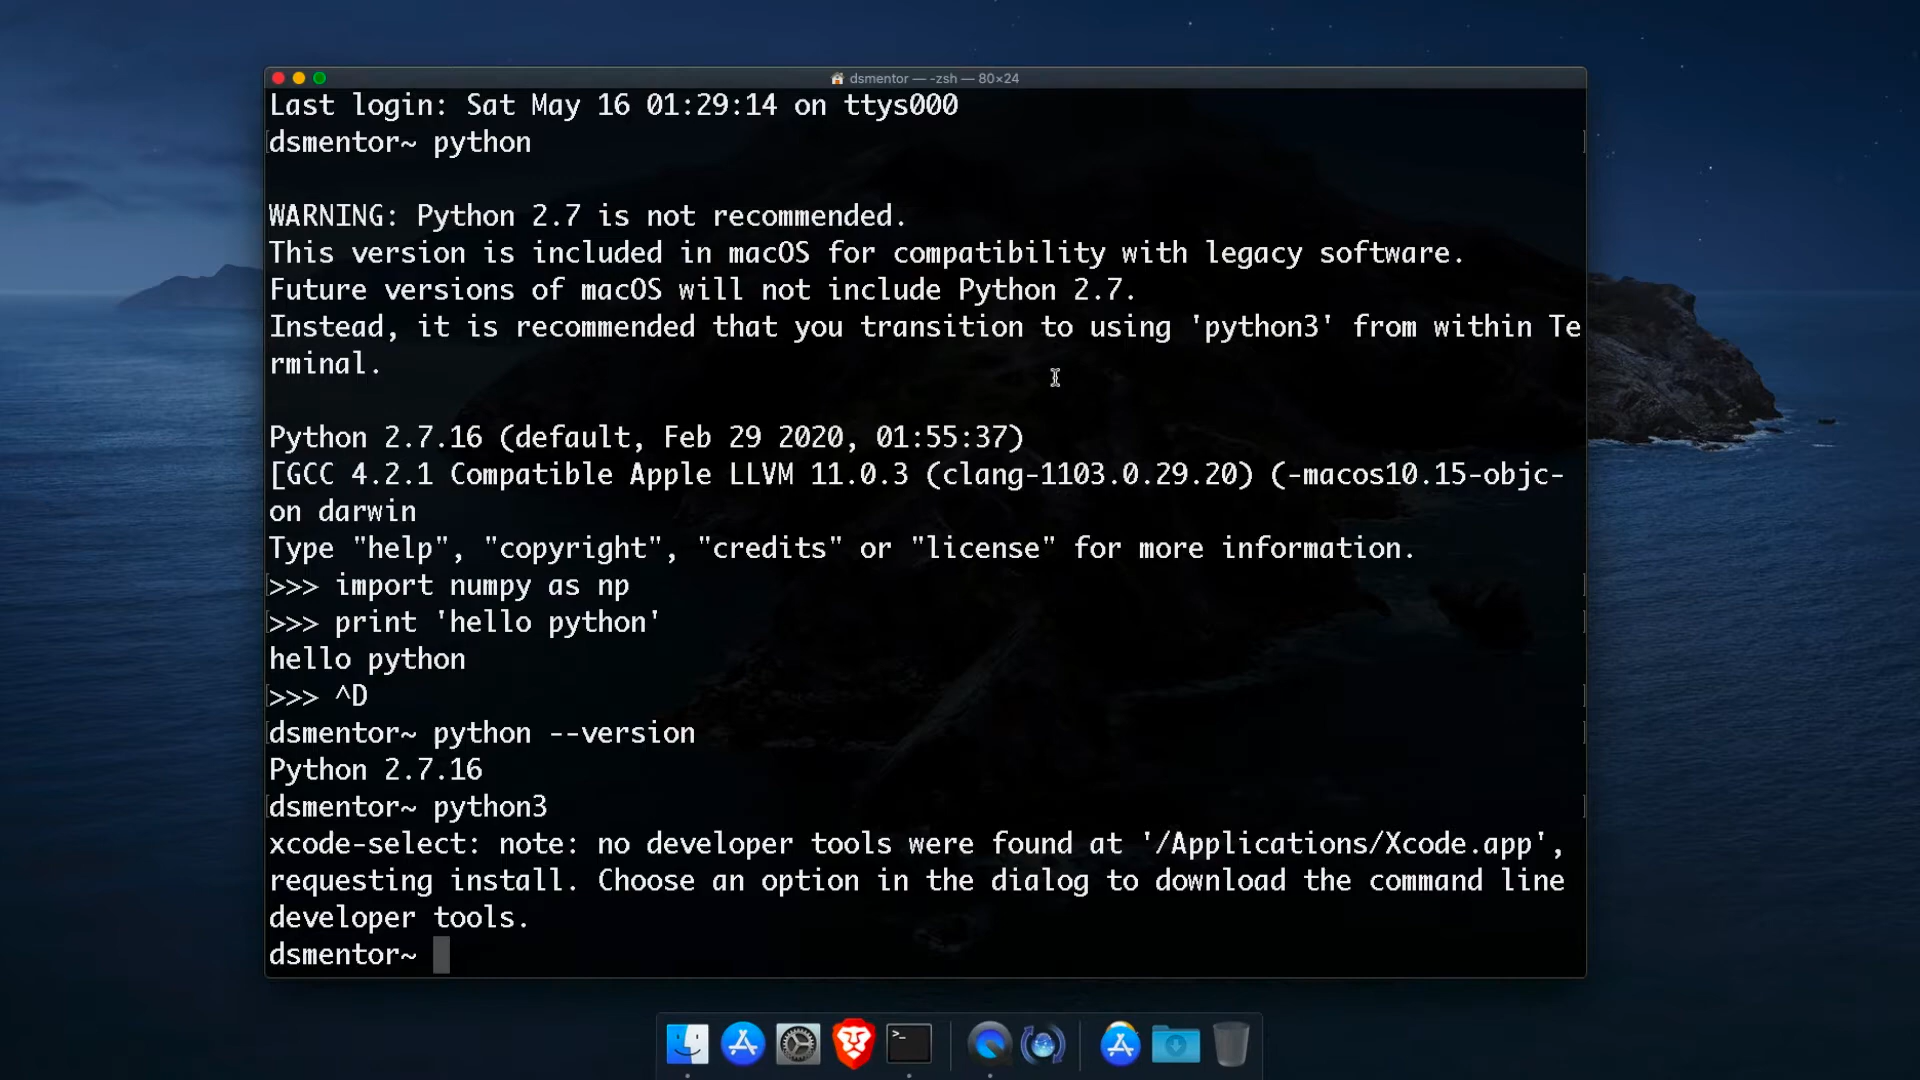 dsmentor — -zsh — 80×24
Last login: Sat May 16 01:29:14 on ttys000
[dsmentor~ python ]
WARNING: Python 2.7 is not recommended.
This version is included in macOS for compatibility with legacy software.
Future versions of macOS will not include Python 2.7.
Instead, it is recommended that you transition to using 'python3' from within Te
rminal.
Python 2.7.16 (default, Feb 29 2020, 01:55:37)
[GCC 4.2.1 Compatible Apple LLVM 11.0.3 (clang-1103.0.29.20) (-macos10.15-objc-
on darwin
Type "help", "copyright", "credits" or "license" for more information.
[>>> import numpy as np ]
[>>> print 'hello python' ]
hello python
[>>> ^D ]
[dsmentor~ python --version ]
Python 2.7.16
[dsmentor~ python3 ]
xcode-select: note: no developer tools were found at '/Applications/Xcode.app',
requesting install. Choose an option in the dialog to download the command line
developer tools.
dsmentor~
>_